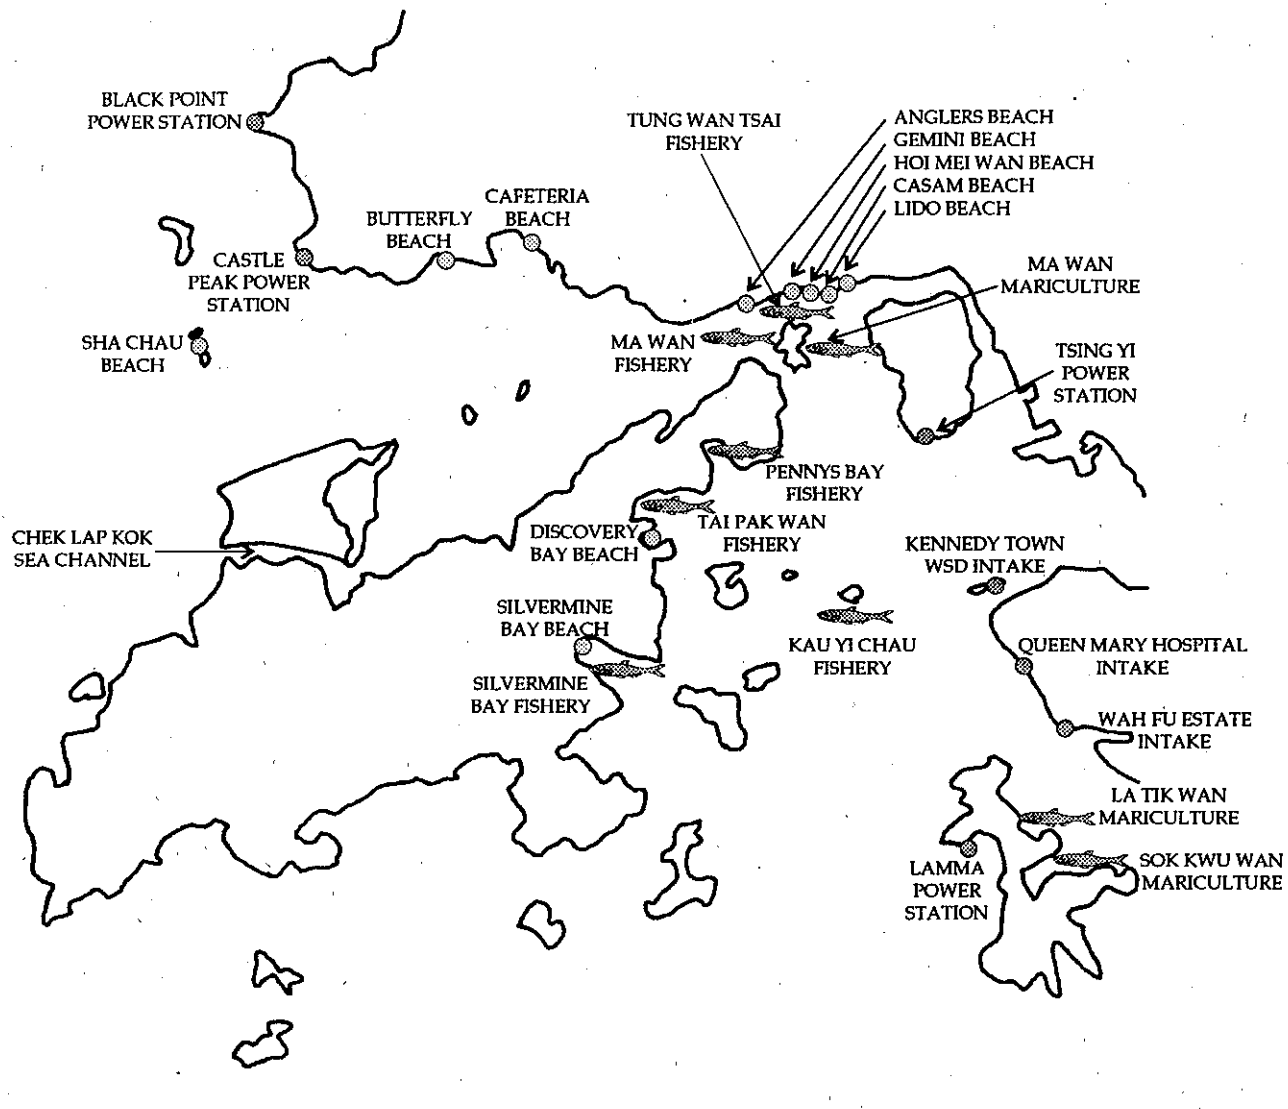 BLACK POINT
POWER STATION
TUNG WAN TSAI
FISHERY
ANGLERS BEACH
GEMINI BEACH
HOI MEI WAN BEACH
CASAM BEACH
LIDO BEACH
CAFETERIA
BEACH
BUTTERFLY
BEACH
CASTLE
PEAK POWER
STATION
MA WAN
MARICULTURE
SHA CHAU
BEACH
MA WAN
FISHERY
TSING YI
POWER
STATION
PENNYS BAY
FISHERY
CHEK LAP KOK
SEA CHANNEL
DISCOVERY
BAY BEACH
TAI PAK WAN
FISHERY
KENNEDY TOWN
WSD INTAKE
SILVERMINE
BAY BEACH
KAU YI CHAU
FISHERY
QUEEN MARY HOSPITAL
INTAKE
SILVERMINE
BAY FISHERY
WAH FU ESTATE
INTAKE
LA TIK WAN
MARICULTURE
LAMMA
POWER
STATION
SOK KWU WAN
MARICULTURE